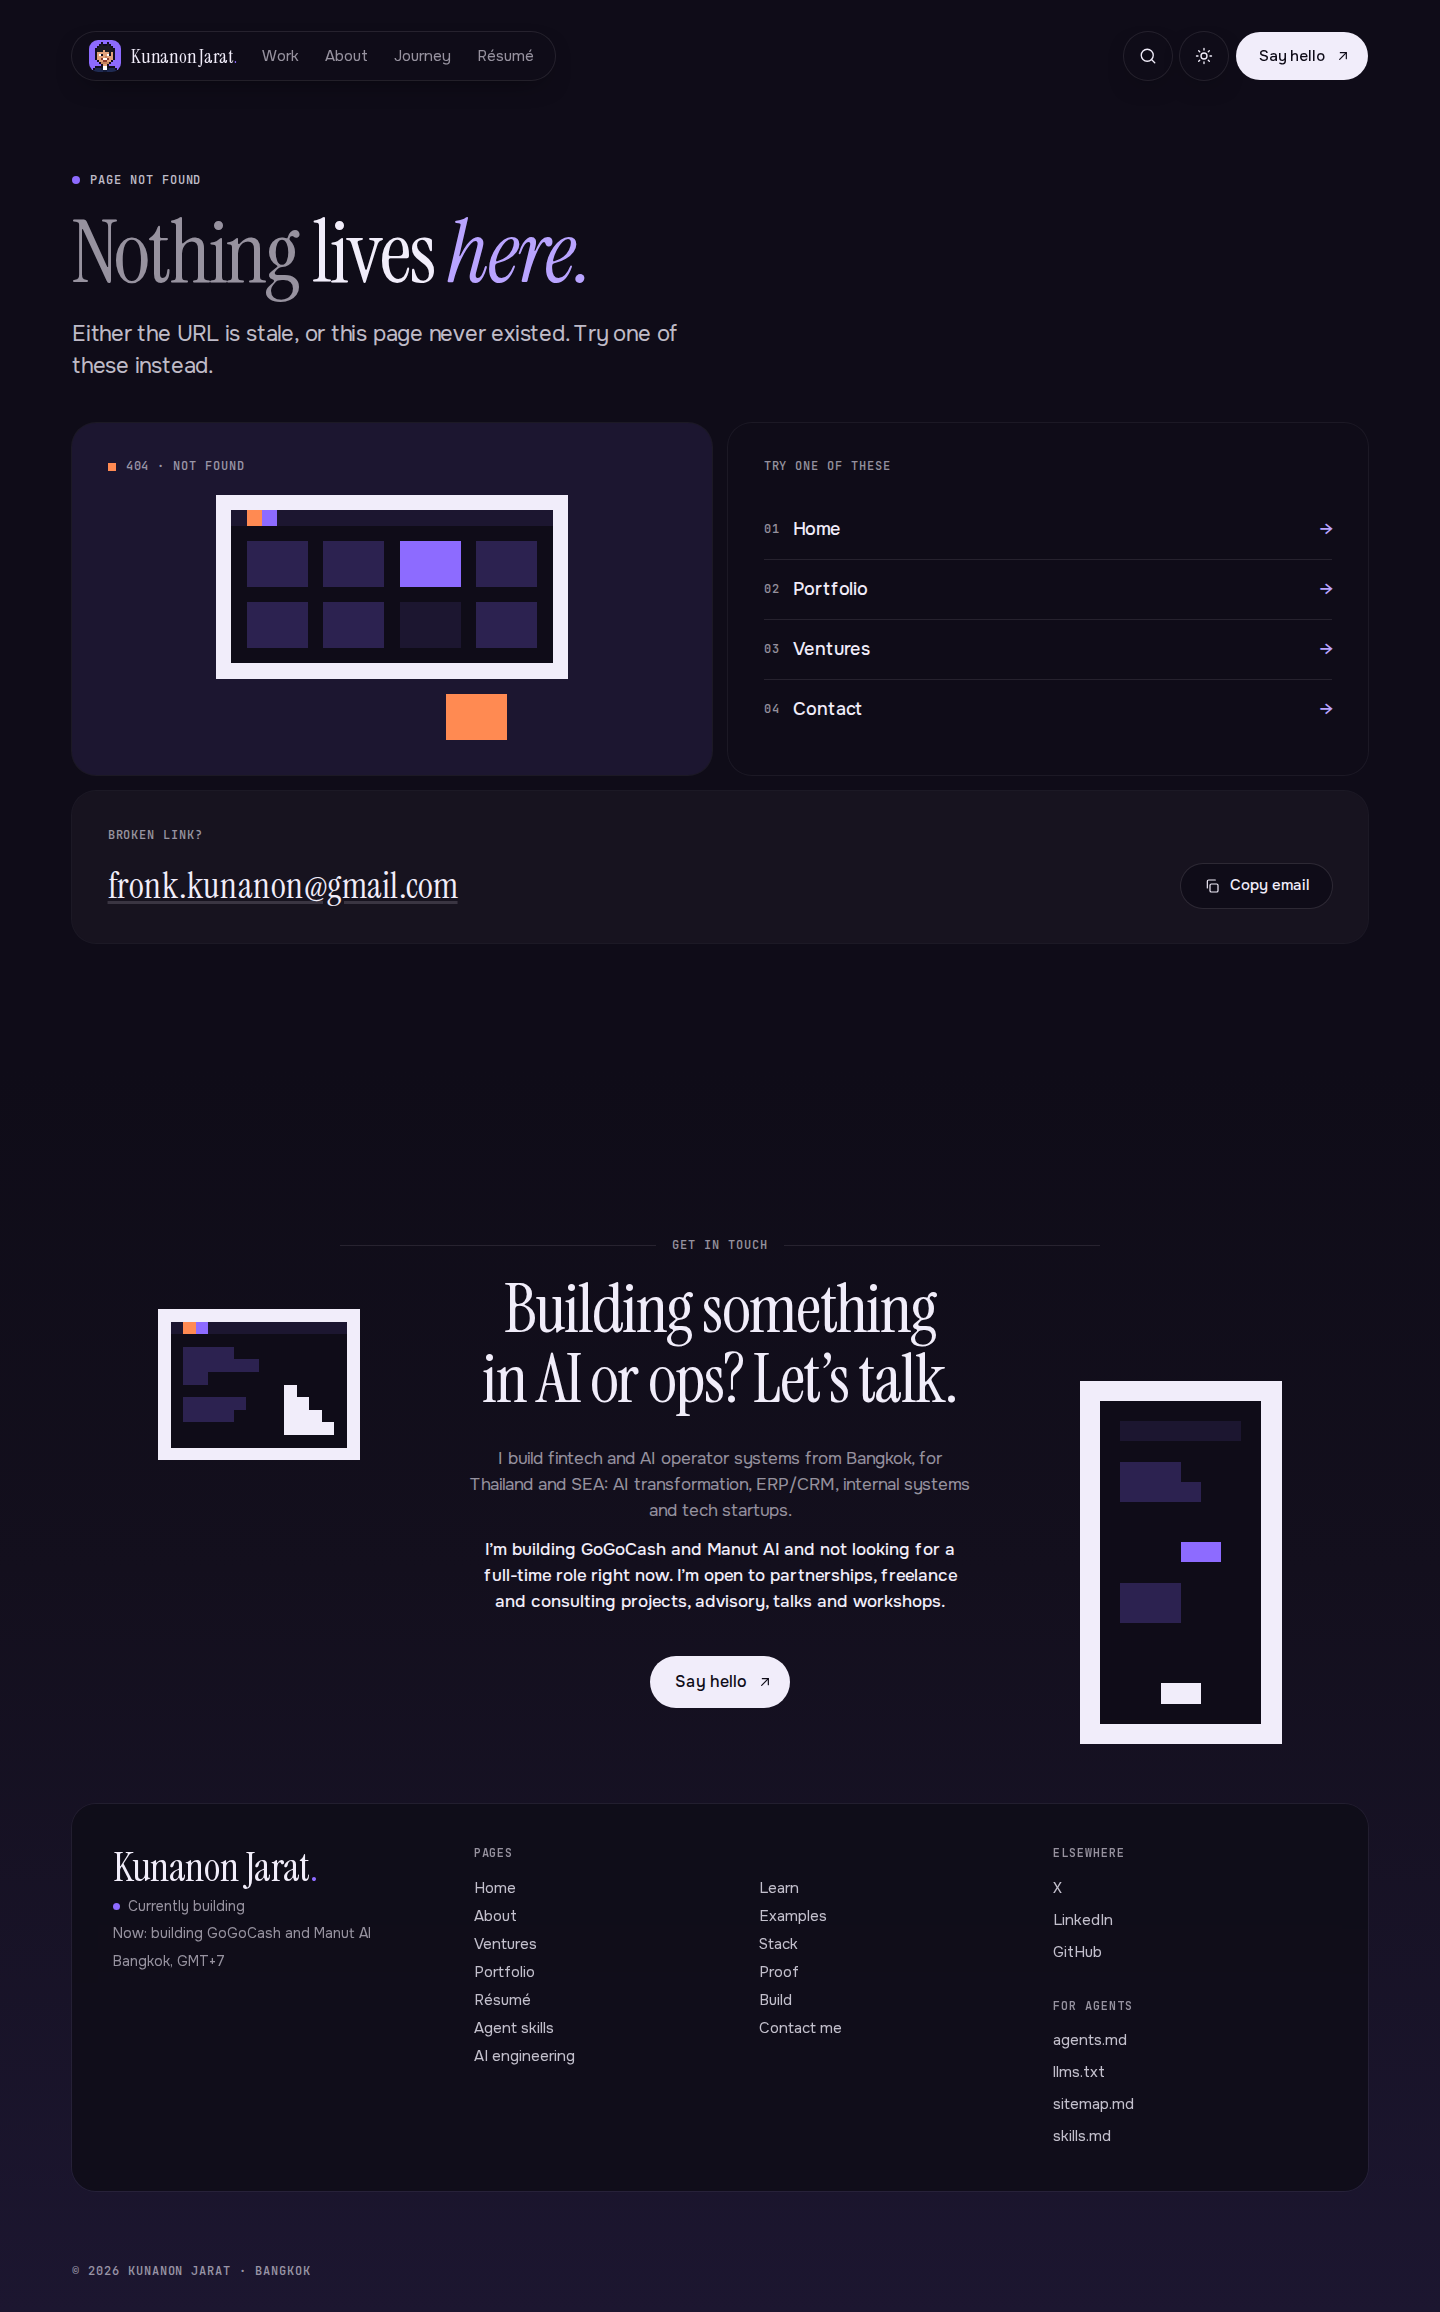 Kunanon Jarat.
Work
About
Journey
Résumé
Say hello
PAGE NOT FOUND
Nothing lives here.
Either the URL is stale, or this page never existed. Try one of
these instead.
404 · NOT FOUND
TRY ONE OF THESE
01 Home
02 Portfolio
03 Ventures
04 Contact
BROKEN LINK?
fronk.kunanon@gmail.com
Copy email
GET IN TOUCH
Building something
in AI or ops? Let’s talk.
I build fintech and AI operator systems from Bangkok, for
Thailand and SEA: AI transformation, ERP/CRM, internal systems
and tech startups.
I’m building GoGoCash and Manut AI and not looking for a
full-time role right now. I’m open to partnerships, freelance
and consulting projects, advisory, talks and workshops.
Say hello
Kunanon Jarat.
Currently building
Now: building GoGoCash and Manut AI
Bangkok, GMT+7
PAGES
Home
About
Ventures
Portfolio
Résumé
Agent skills
AI engineering
Learn
Examples
Stack
Proof
Build
Contact me
ELSEWHERE
X
LinkedIn
GitHub
FOR AGENTS
agents.md
llms.txt
sitemap.md
skills.md
© 2026 KUNANON JARAT · BANGKOK